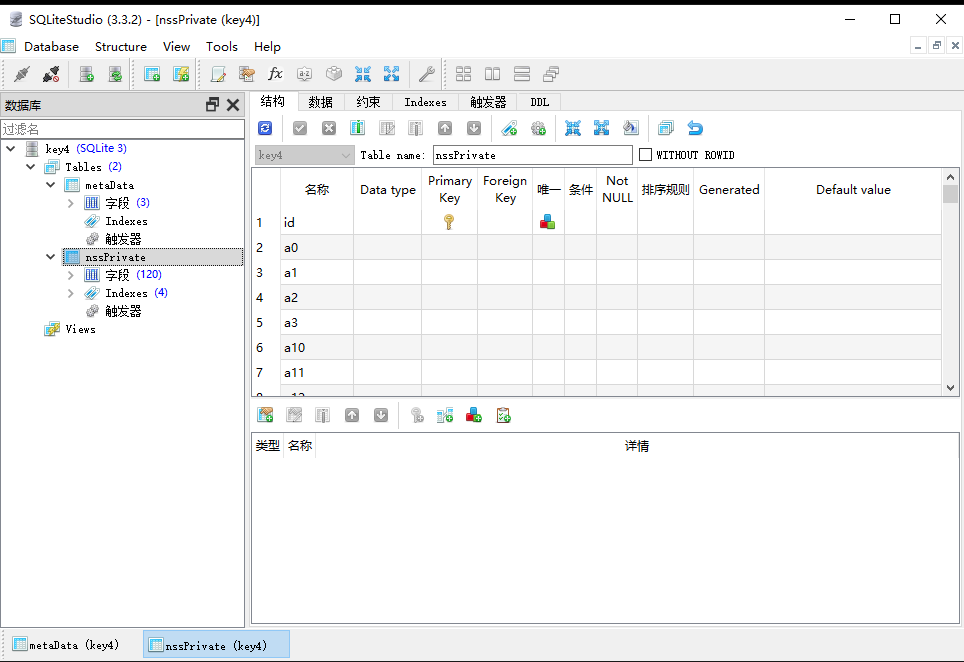 SQLiteStudio (3.3.2) - [nssPrivate (key4)]
Database Structure View Tools Help
数据库
过滤名
key4 (SQLite 3)
Tables (2)
metaData
字段 (3)
Indexes
触发器
nssPrivate
字段 (120)
Indexes (4)
触发器
Views
结构 数据 约束 Indexes 触发器 DDL
key4 Table name: nssPrivate WITHOUT ROWID
名称 Data type Primary Key Foreign Key 唯一 条件 Not NULL 排序规则 Generated Default value
1 id
2 a0
3 a1
4 a2
5 a3
6 a10
7 a11
类型 名称 详情
metaData (key4) nssPrivate (key4)